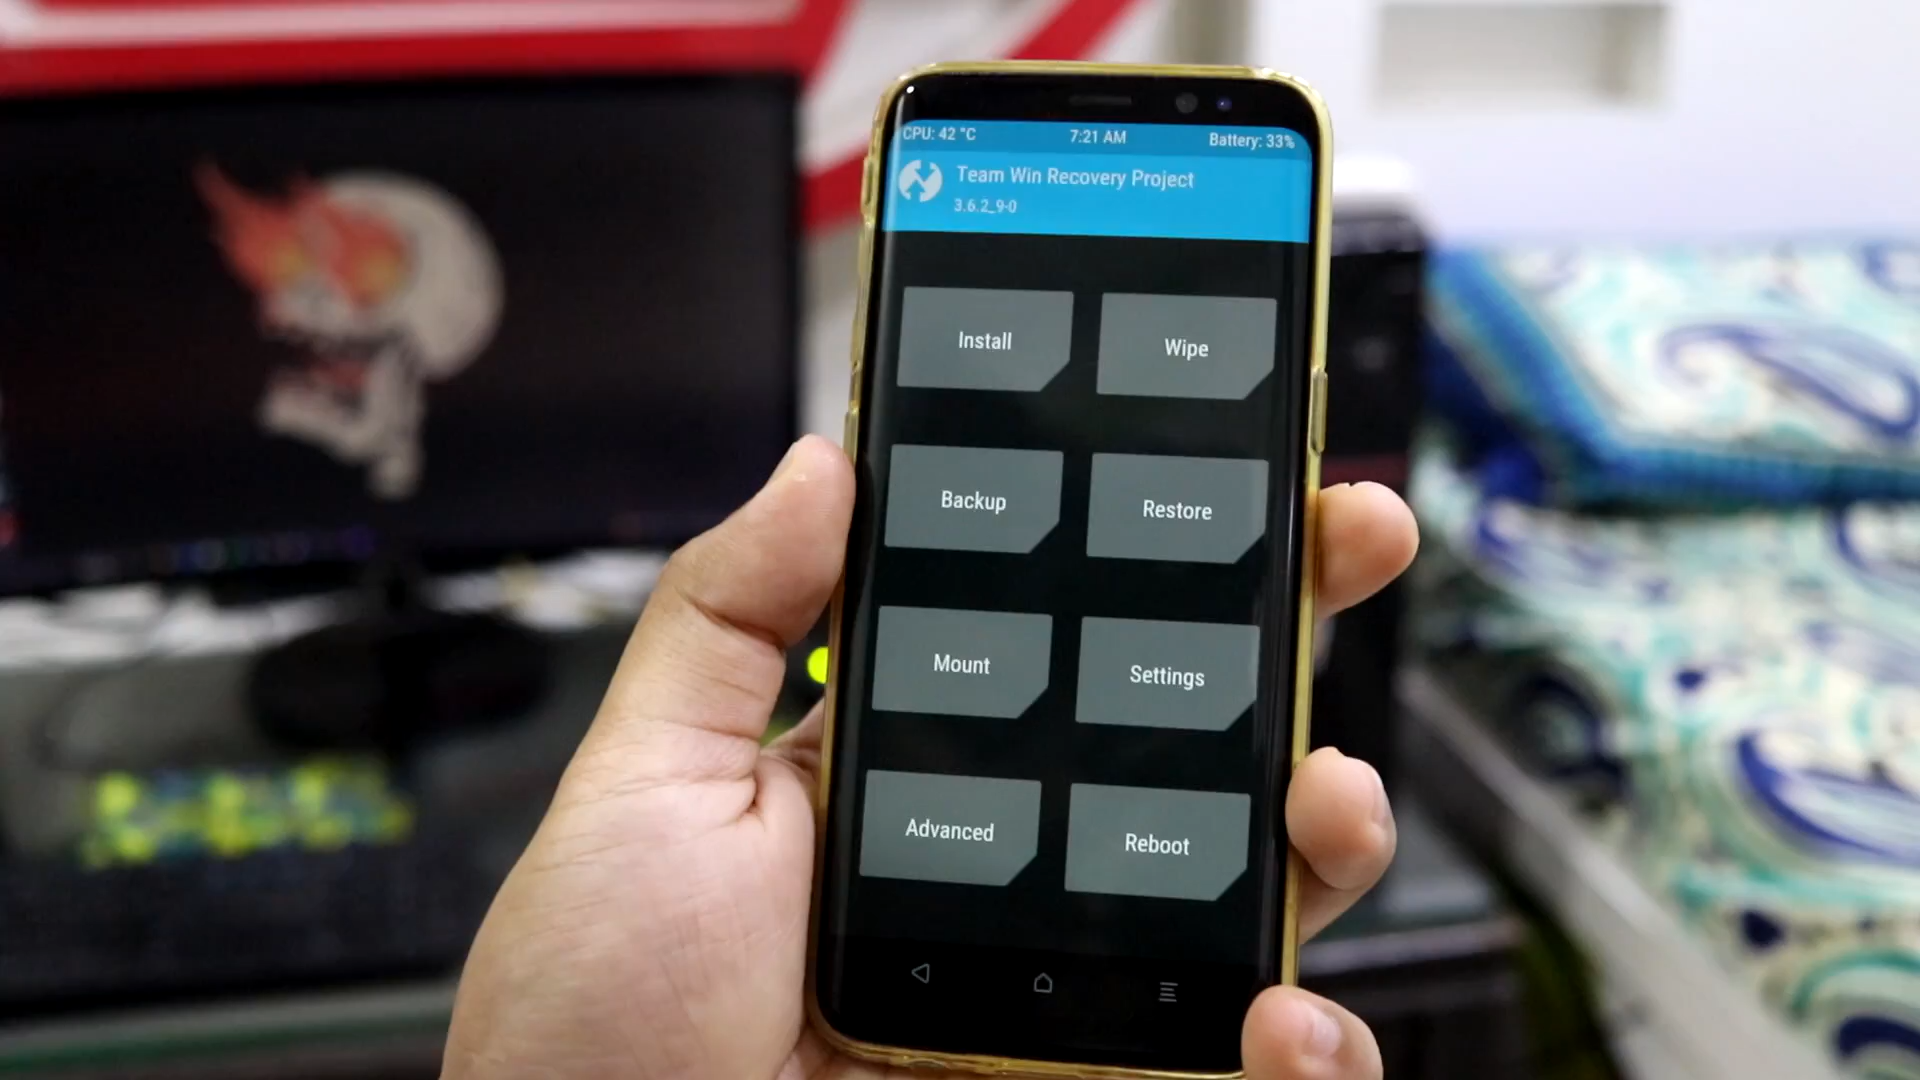 CPU: 42 °C 7:21 AM Battery: 33%
Team Win Recovery Project
3.6.2_9-0
Install Wipe
Backup Restore
Mount Settings
Advanced Reboot